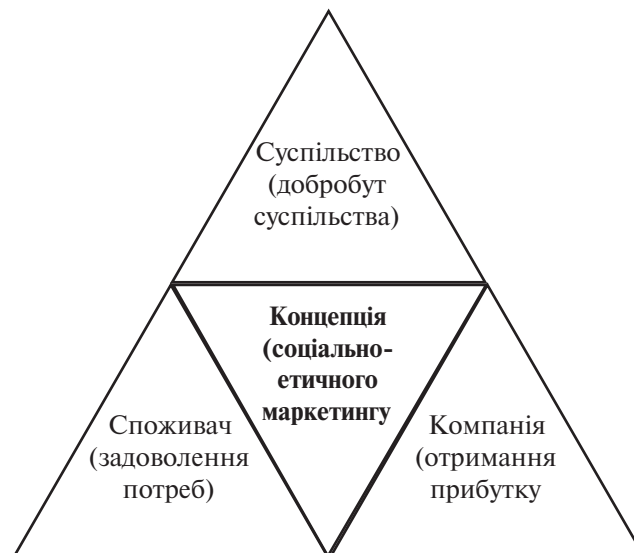 Суспільство
(добробут
суспільства)
Концепція
(соціально-
етичного
маркетингу
Споживач
(задоволення
потреб)
Компанія
(отримання
прибутку